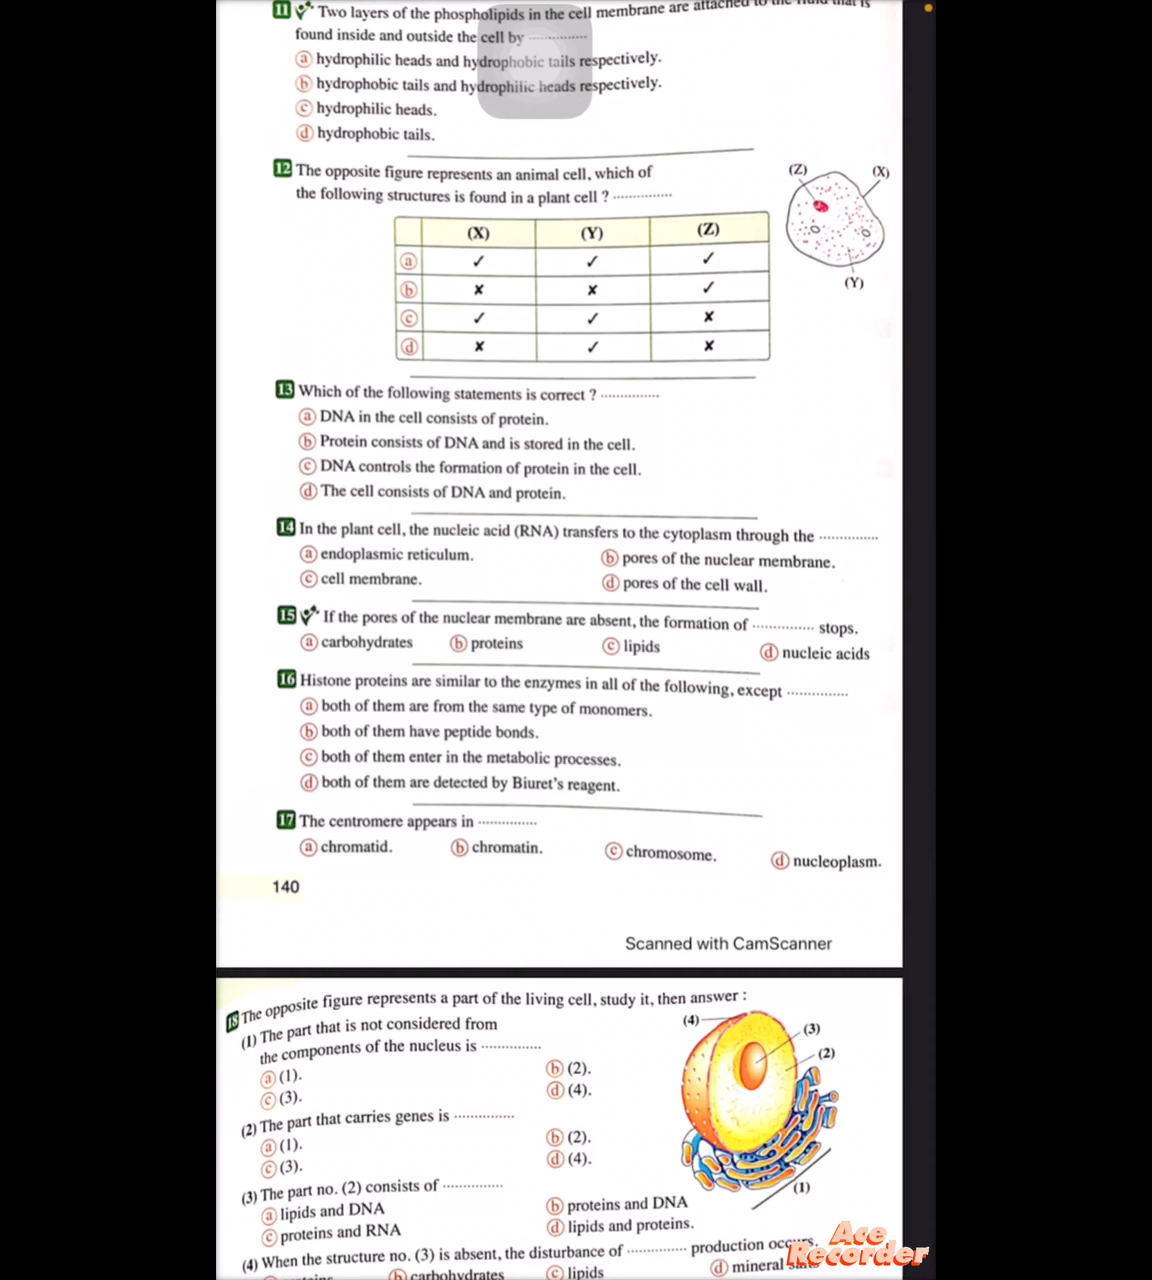 11 Two layers of the phospholipids in the cell membrane are attached to the fluid that is
found inside and outside the cell by ...............
a hydrophilic heads and hydrophobic tails respectively.
b hydrophobic tails and hydrophilic heads respectively.
c hydrophilic heads.
d hydrophobic tails.
12 The opposite figure represents an animal cell, which of
the following structures is found in a plant cell ? ...............
(Z) (X)
(Y)
(X) (Y) (Z)
a ✓ ✓ ✓
b ✗ ✗ ✓
c ✓ ✓ ✗
d ✗ ✓ ✗
13 Which of the following statements is correct ? ...............
a DNA in the cell consists of protein.
b Protein consists of DNA and is stored in the cell.
c DNA controls the formation of protein in the cell.
d The cell consists of DNA and protein.
14 In the plant cell, the nucleic acid (RNA) transfers to the cytoplasm through the ...............
a endoplasmic reticulum. b pores of the nuclear membrane.
c cell membrane. d pores of the cell wall.
15 If the pores of the nuclear membrane are absent, the formation of ............... stops.
a carbohydrates b proteins c lipids d nucleic acids
16 Histone proteins are similar to the enzymes in all of the following, except ...............
a both of them are from the same type of monomers.
b both of them have peptide bonds.
c both of them enter in the metabolic processes.
d both of them are detected by Biuret's reagent.
17 The centromere appears in ...............
a chromatid. b chromatin. c chromosome. d nucleoplasm.
140
Scanned with CamScanner
18 The opposite figure represents a part of the living cell, study it, then answer :
(1) The part that is not considered from
the components of the nucleus is ...............
a (1). b (2).
c (3). d (4).
(2) The part that carries genes is ...............
a (1). b (2).
c (3). d (4).
(3) The part no. (2) consists of ...............
a lipids and DNA b proteins and DNA
c proteins and RNA d lipids and proteins.
(4) When the structure no. (3) is absent, the disturbance of ............... production occurs.
b carbohydrates c lipids d mineral salts
(4)
(3)
(2)
(1)
Ace
Recorder